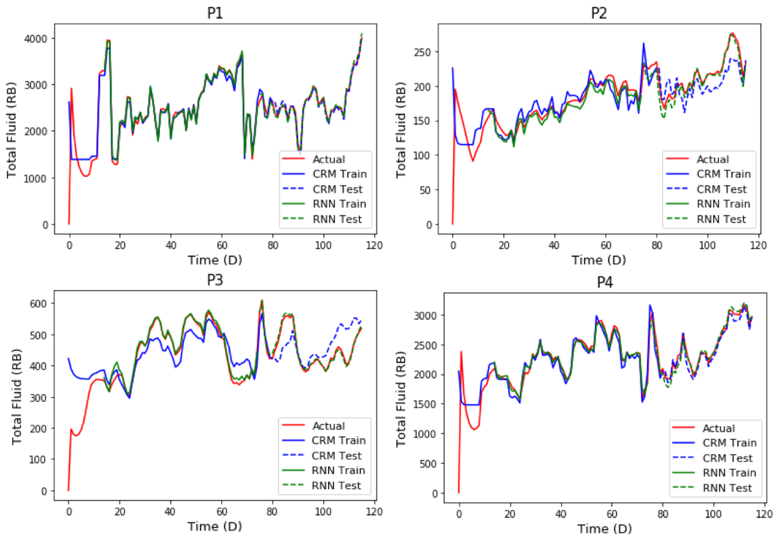 P1
Total Fluid (RB)
4000
3000
2000
1000
0
Actual
CRM Train
CRM Test
RNN Train
RNN Test
0 20 40 60 80 100 120
Time (D)
P2
Total Fluid (RB)
250
200
150
100
50
0
Actual
CRM Train
CRM Test
RNN Train
RNN Test
0 20 40 60 80 100 120
Time (D)
P3
Total Fluid (RB)
600
500
400
300
200
100
0
Actual
CRM Train
CRM Test
RNN Train
RNN Test
0 20 40 60 80 100 120
Time (D)
P4
Total Fluid (RB)
3000
2500
2000
1500
1000
500
0
Actual
CRM Train
CRM Test
RNN Train
RNN Test
0 20 40 60 80 100 120
Time (D)